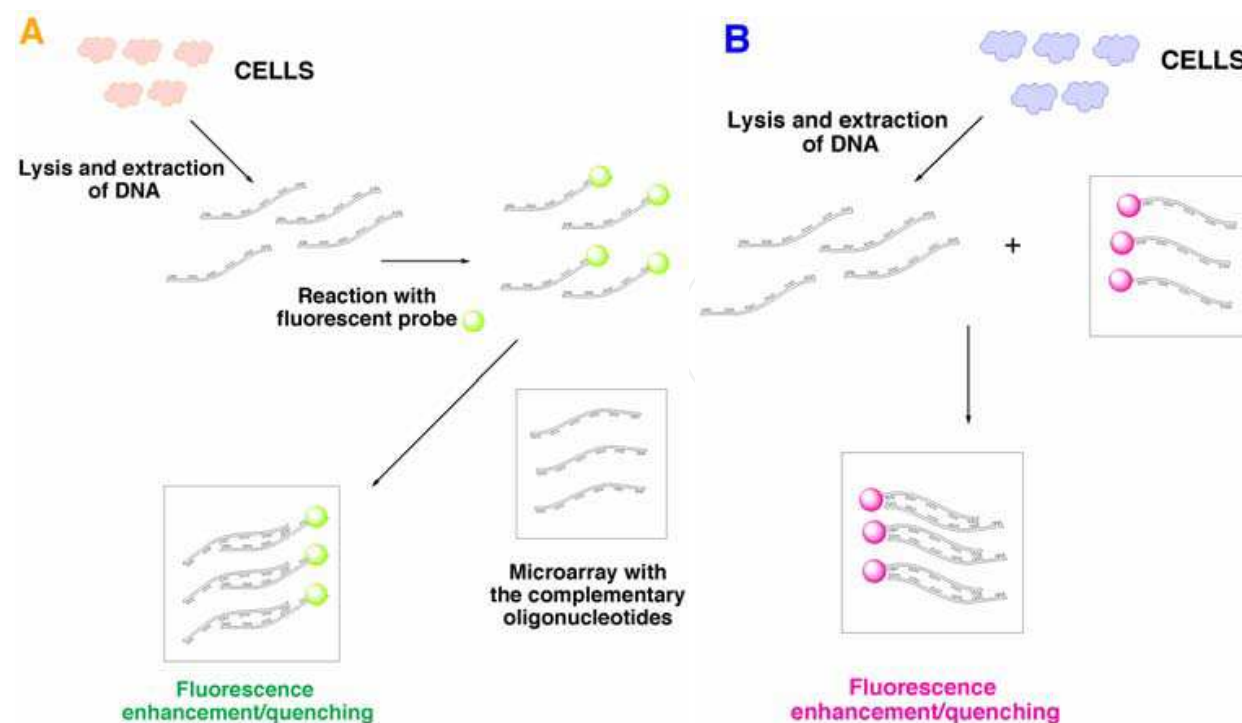 A
CELLS
Lysis and extraction
of DNA
Reaction with
fluorescent probe
Microarray with
the complementary
oligonucleotides
Fluorescence
enhancement/quenching
B
CELLS
Lysis and extraction
of DNA
+
Fluorescence
enhancement/quenching